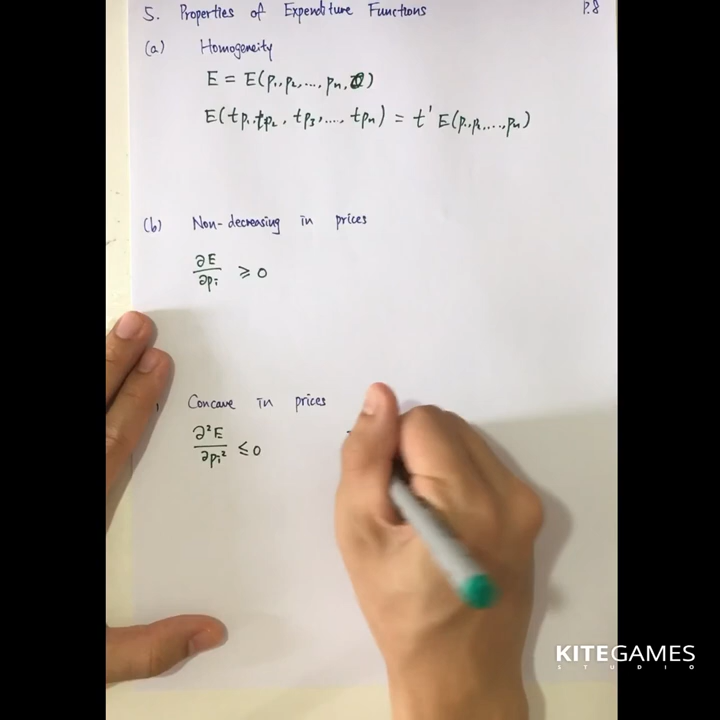 5. Properties of Expenditure Functions P.8
(a) Homogeneity
E = E(p₁, p₂, ..., pₙ, U)
E(tp₁, tp₂, tp₃, ...., tpₙ) = t¹ E(p₁, p₂, ...., pₙ)
(b) Non-decreasing in prices
∂E/∂pᵢ ≥ 0
Concave in prices
∂²E/∂pᵢ² ≤ 0
KITEGAMES
STUDIO